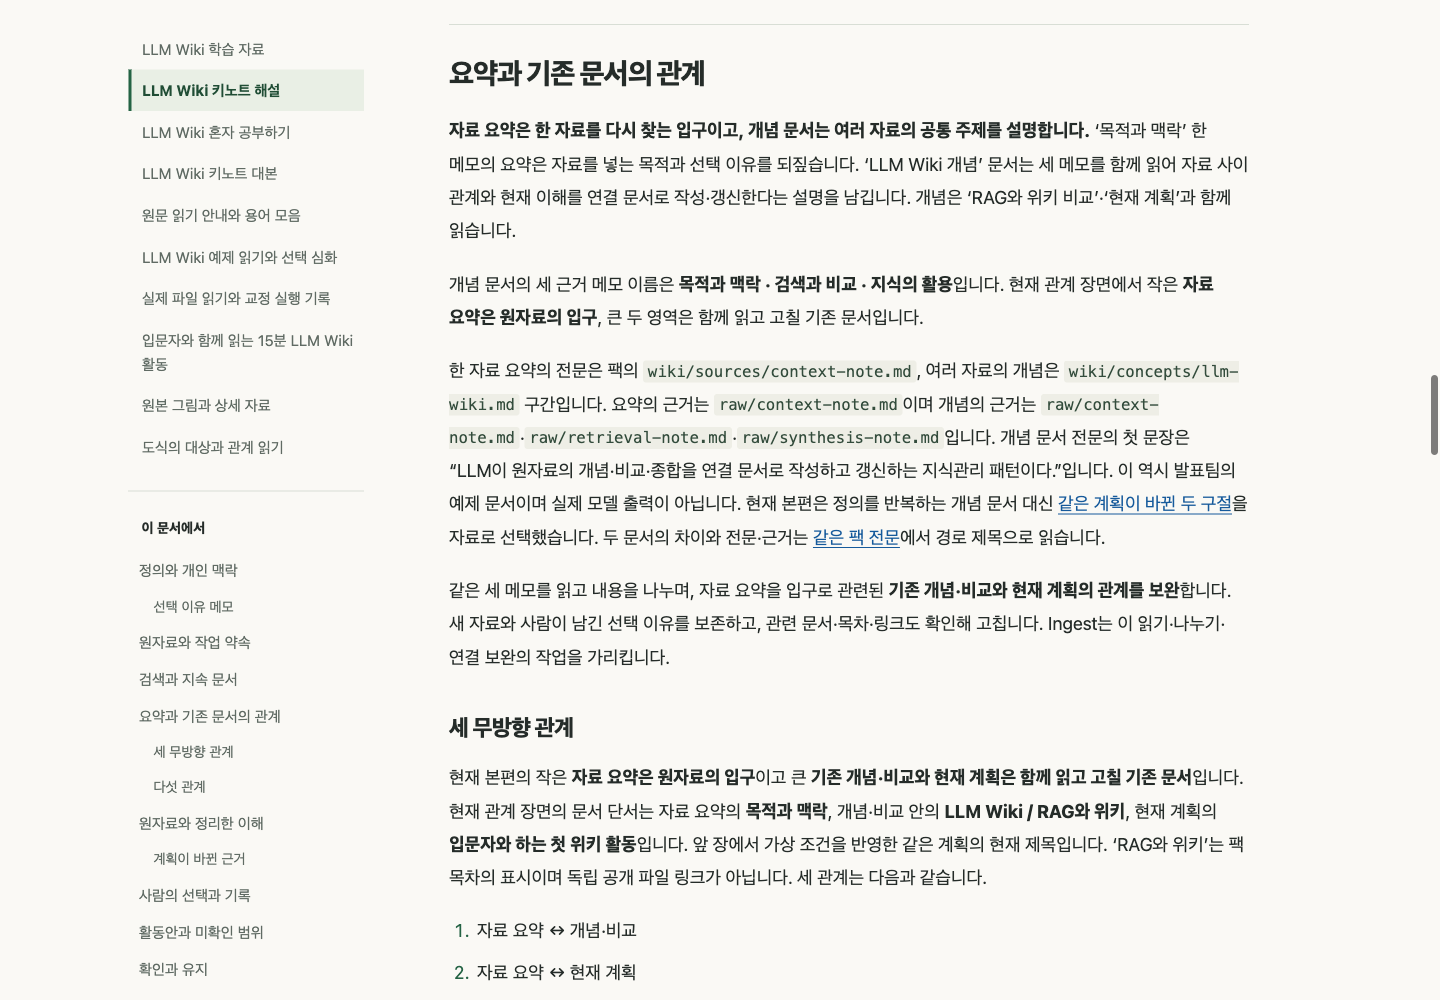 LLM Wiki 학습 자료
LLM Wiki 키노트 해설
LLM Wiki 혼자 공부하기
LLM Wiki 키노트 대본
원문 읽기 안내와 용어 모음
LLM Wiki 예제 읽기와 선택 심화
실제 파일 읽기와 교정 실행 기록
입문자와 함께 읽는 15분 LLM Wiki
활동
원본 그림과 상세 자료
도식의 대상과 관계 읽기
이 문서에서
정의와 개인 맥락
선택 이유 메모
원자료와 작업 약속
검색과 지속 문서
요약과 기존 문서의 관계
세 무방향 관계
다섯 관계
원자료와 정리한 이해
계획이 바뀐 근거
사람의 선택과 기록
활동안과 미확인 범위
확인과 유지
요약과 기존 문서의 관계
자료 요약은 한 자료를 다시 찾는 입구이고, 개념 문서는 여러 자료의 공통 주제를 설명합니다. ‘목적과 맥락’ 한
메모의 요약은 자료를 넣는 목적과 선택 이유를 되짚습니다. ‘LLM Wiki 개념’ 문서는 세 메모를 함께 읽어 자료 사이
관계와 현재 이해를 연결 문서로 작성·갱신한다는 설명을 남깁니다. 개념은 ‘RAG와 위키 비교’·‘현재 계획’과 함께
읽습니다.
개념 문서의 세 근거 메모 이름은 목적과 맥락 · 검색과 비교 · 지식의 활용입니다. 현재 관계 장면에서 작은 자료
요약은 원자료의 입구, 큰 두 영역은 함께 읽고 고칠 기존 문서입니다.
한 자료 요약의 전문은 팩의 wiki/sources/context-note.md, 여러 자료의 개념은 wiki/concepts/llm-
wiki.md 구간입니다. 요약의 근거는 raw/context-note.md이며 개념의 근거는 raw/context-
note.md·raw/retrieval-note.md·raw/synthesis-note.md입니다. 개념 문서 전문의 첫 문장은
“LLM이 원자료의 개념·비교·종합을 연결 문서로 작성하고 갱신하는 지식관리 패턴이다.”입니다. 이 역시 발표팀의
예제 문서이며 실제 모델 출력이 아닙니다. 현재 본편은 정의를 반복하는 개념 문서 대신 같은 계획이 바뀐 두 구절을
자료로 선택했습니다. 두 문서의 차이와 전문·근거는 같은 팩 전문에서 경로 제목으로 읽습니다.
같은 세 메모를 읽고 내용을 나누며, 자료 요약을 입구로 관련된 기존 개념·비교와 현재 계획의 관계를 보완합니다.
새 자료와 사람이 남긴 선택 이유를 보존하고, 관련 문서·목차·링크도 확인해 고칩니다. Ingest는 이 읽기·나누기·
연결 보완의 작업을 가리킵니다.
세 무방향 관계
현재 본편의 작은 자료 요약은 원자료의 입구이고 큰 기존 개념·비교와 현재 계획은 함께 읽고 고칠 기존 문서입니다.
현재 관계 장면의 문서 단서는 자료 요약의 목적과 맥락, 개념·비교 안의 LLM Wiki / RAG와 위키, 현재 계획의
입문자와 하는 첫 위키 활동입니다. 앞 장에서 가상 조건을 반영한 같은 계획의 현재 제목입니다. ‘RAG와 위키’는 팩
목차의 표시이며 독립 공개 파일 링크가 아닙니다. 세 관계는 다음과 같습니다.
1. 자료 요약 ↔ 개념·비교
2. 자료 요약 ↔ 현재 계획